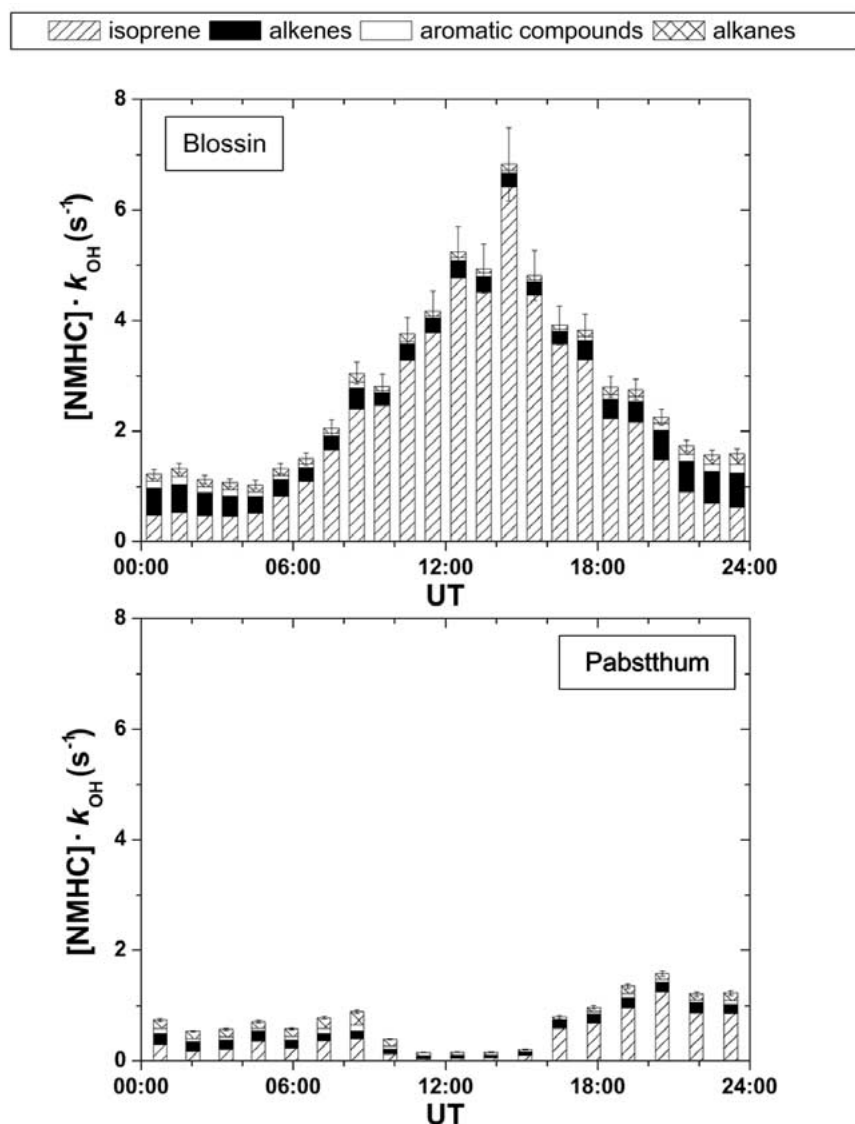 isoprene alkenes aromatic compounds alkanes
8
Blossin
6
4
2
0
[NMHC] · k OH (s-1)
00:00 06:00 12:00 18:00 24:00
UT
8
Pabstthum
6
4
2
0
[NMHC] · k OH (s-1)
00:00 06:00 12:00 18:00 24:00
UT